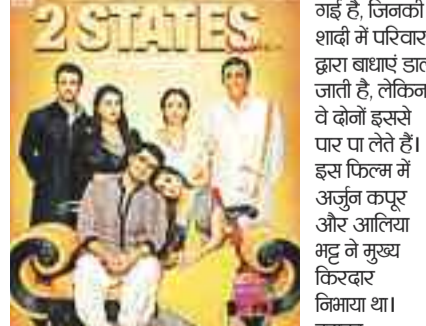 2 STATES
गई है, जिनकी
शादी में परिवार
द्वारा बाधाएं डाल
जाती है, लेकिन
वे दोनों इससे
पार पा लेते हैं।
इस फिल्म में
अर्जुन कपूर
और आलिया
भट्ट ने मुख्य
किरदार
निभाया था।